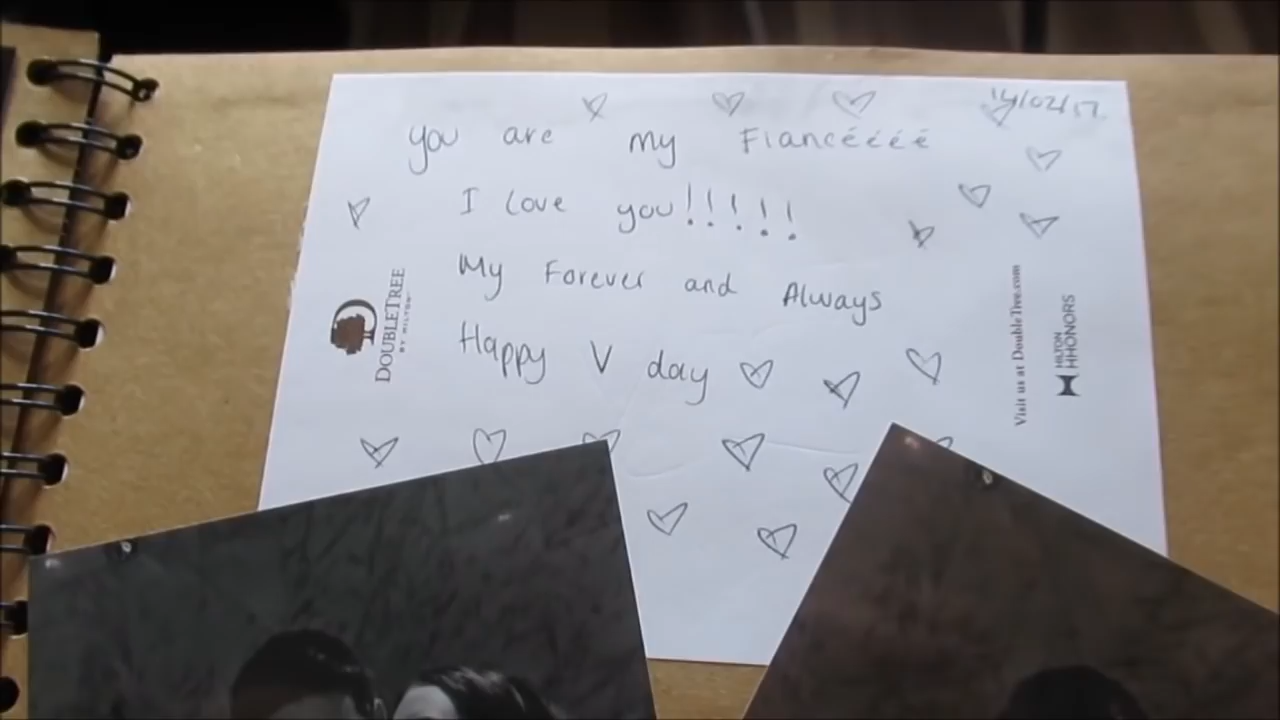 14/02/17
you are my Fiancéééé
I love you!!!!!
My Forever and Always
Happy V day
DOUBLETREE
BY HILTON
Visit us at DoubleTree.com
HILTON
HHONORS